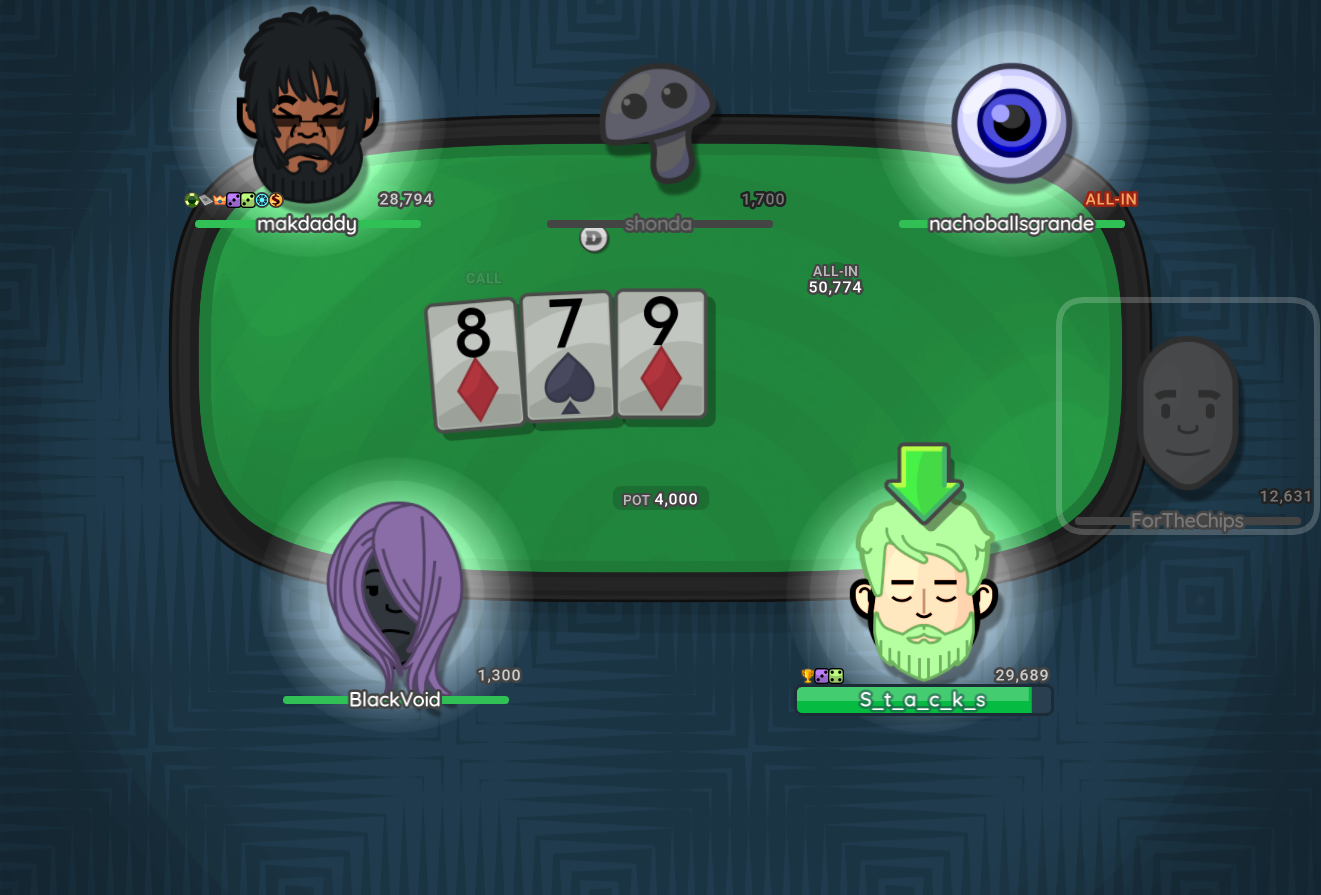 28,794
makdaddy
1,700
shonda
D
ALL-IN
nachoballsgrande
CALL
ALL-IN
50,774
8
7
9
POT 4,000
12,631
ForTheChips
1,300
BlackVoid
29,689
S_t_a_c_k_s